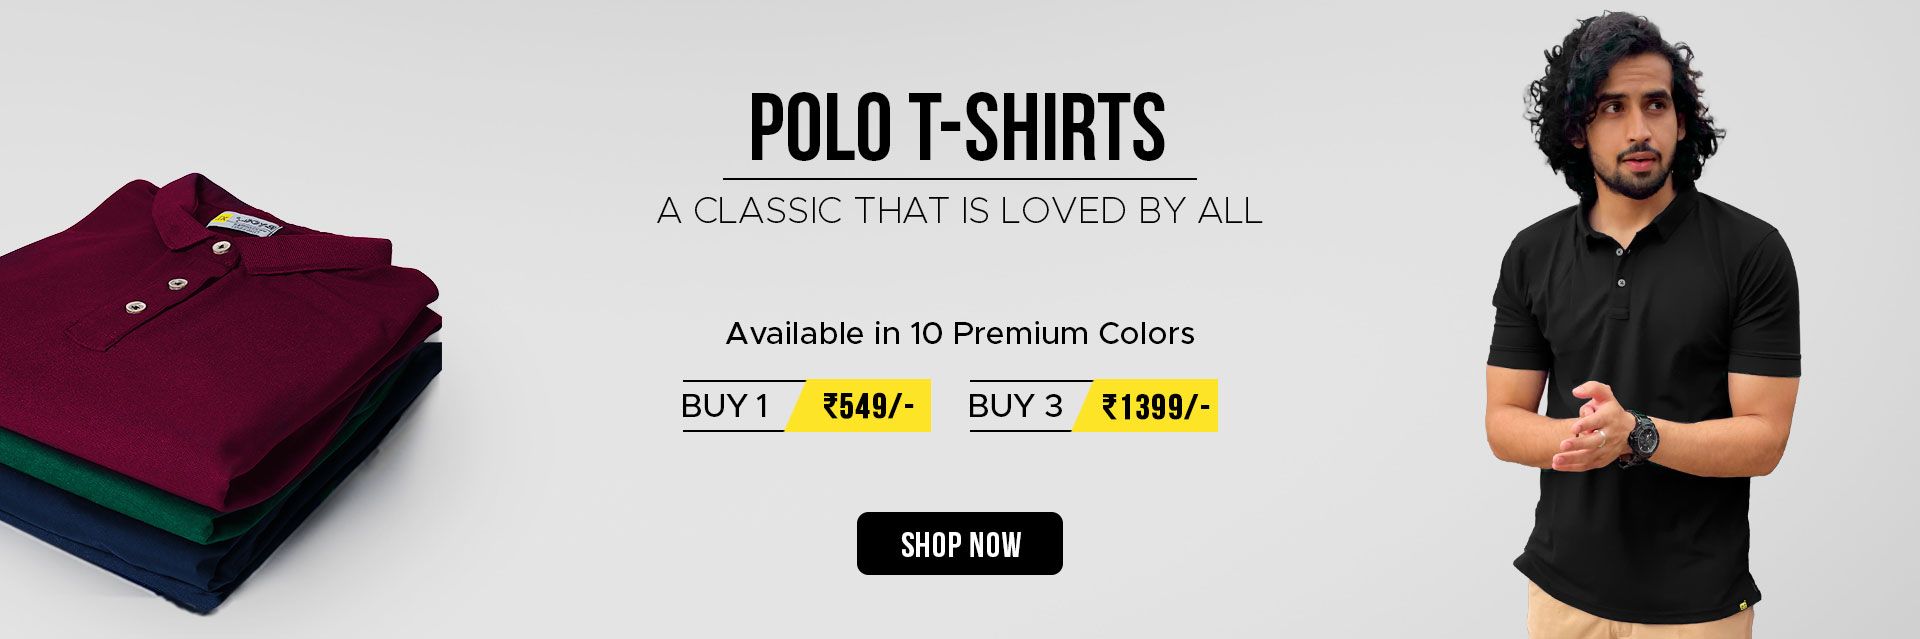 POLO T-SHIRTS
A CLASSIC THAT IS LOVED BY ALL
Available in 10 Premium Colors
BUY 1 ₹549/-
BUY 3 ₹1399/-
SHOP NOW